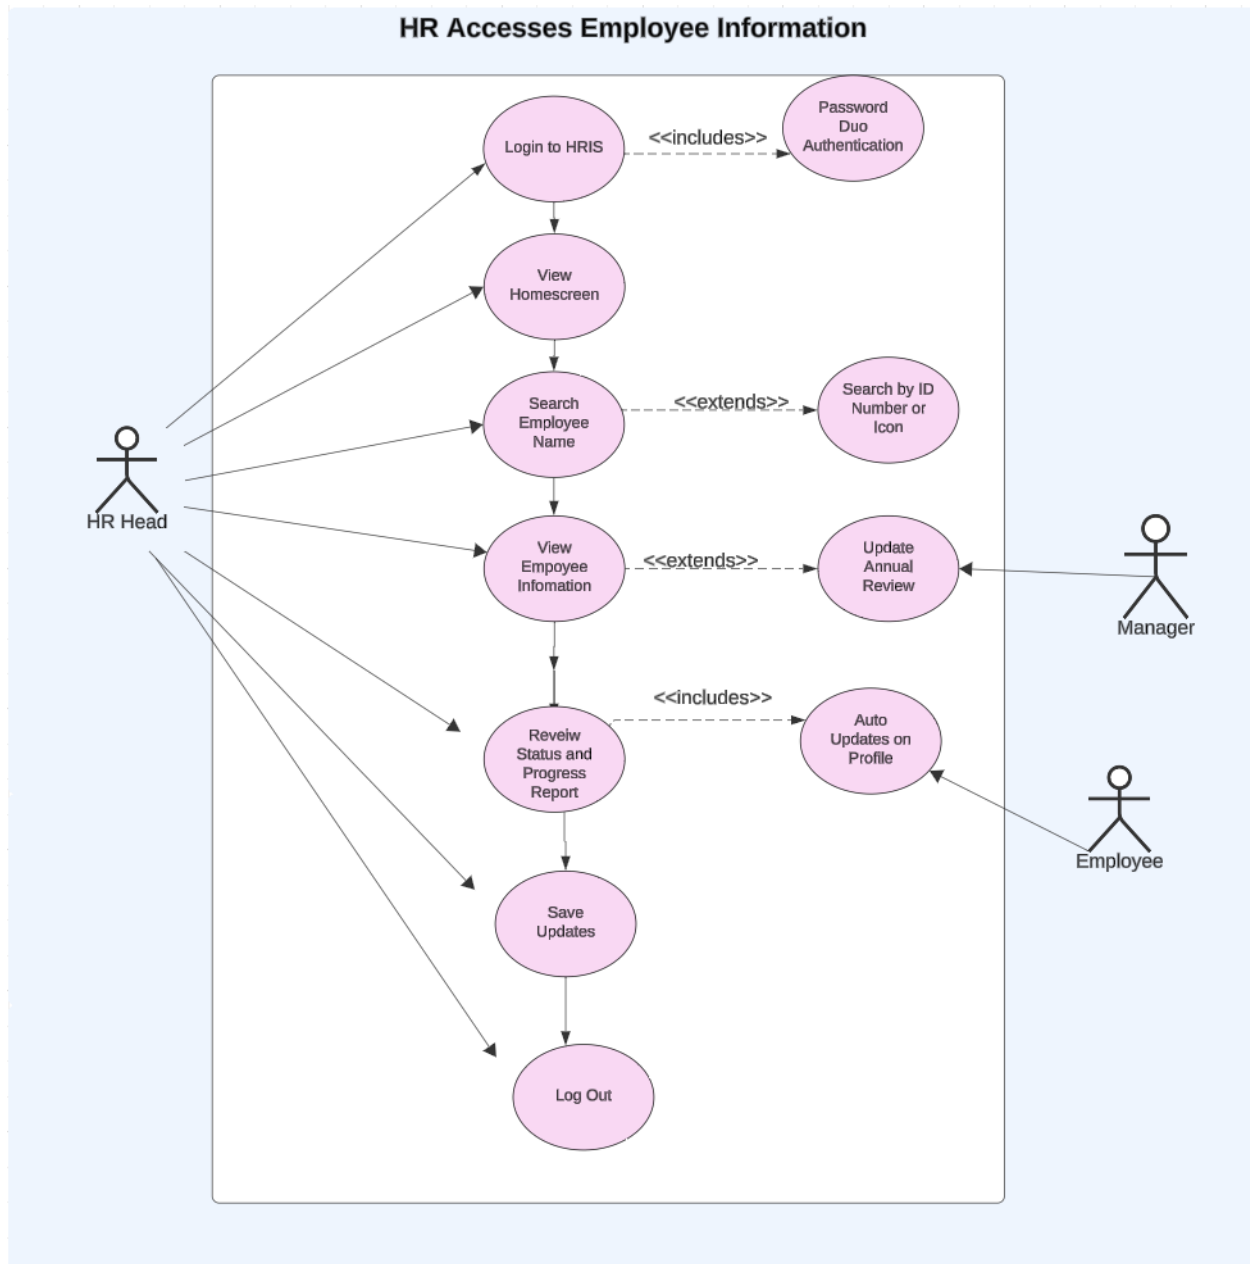 HR Accesses Employee Information
Login to HRIS
<<includes>>
Password
Duo
Authentication
View
Homescreen
Search
Employee
Name
<<extends>>
Search by ID
Number or
Icon
HR Head
View
Empoyee
Infomation
<<extends>>
Update
Annual
Review
Manager
Reveiw
Status and
Progress
Report
<<includes>>
Auto
Updates on
Profile
Employee
Save
Updates
Log Out